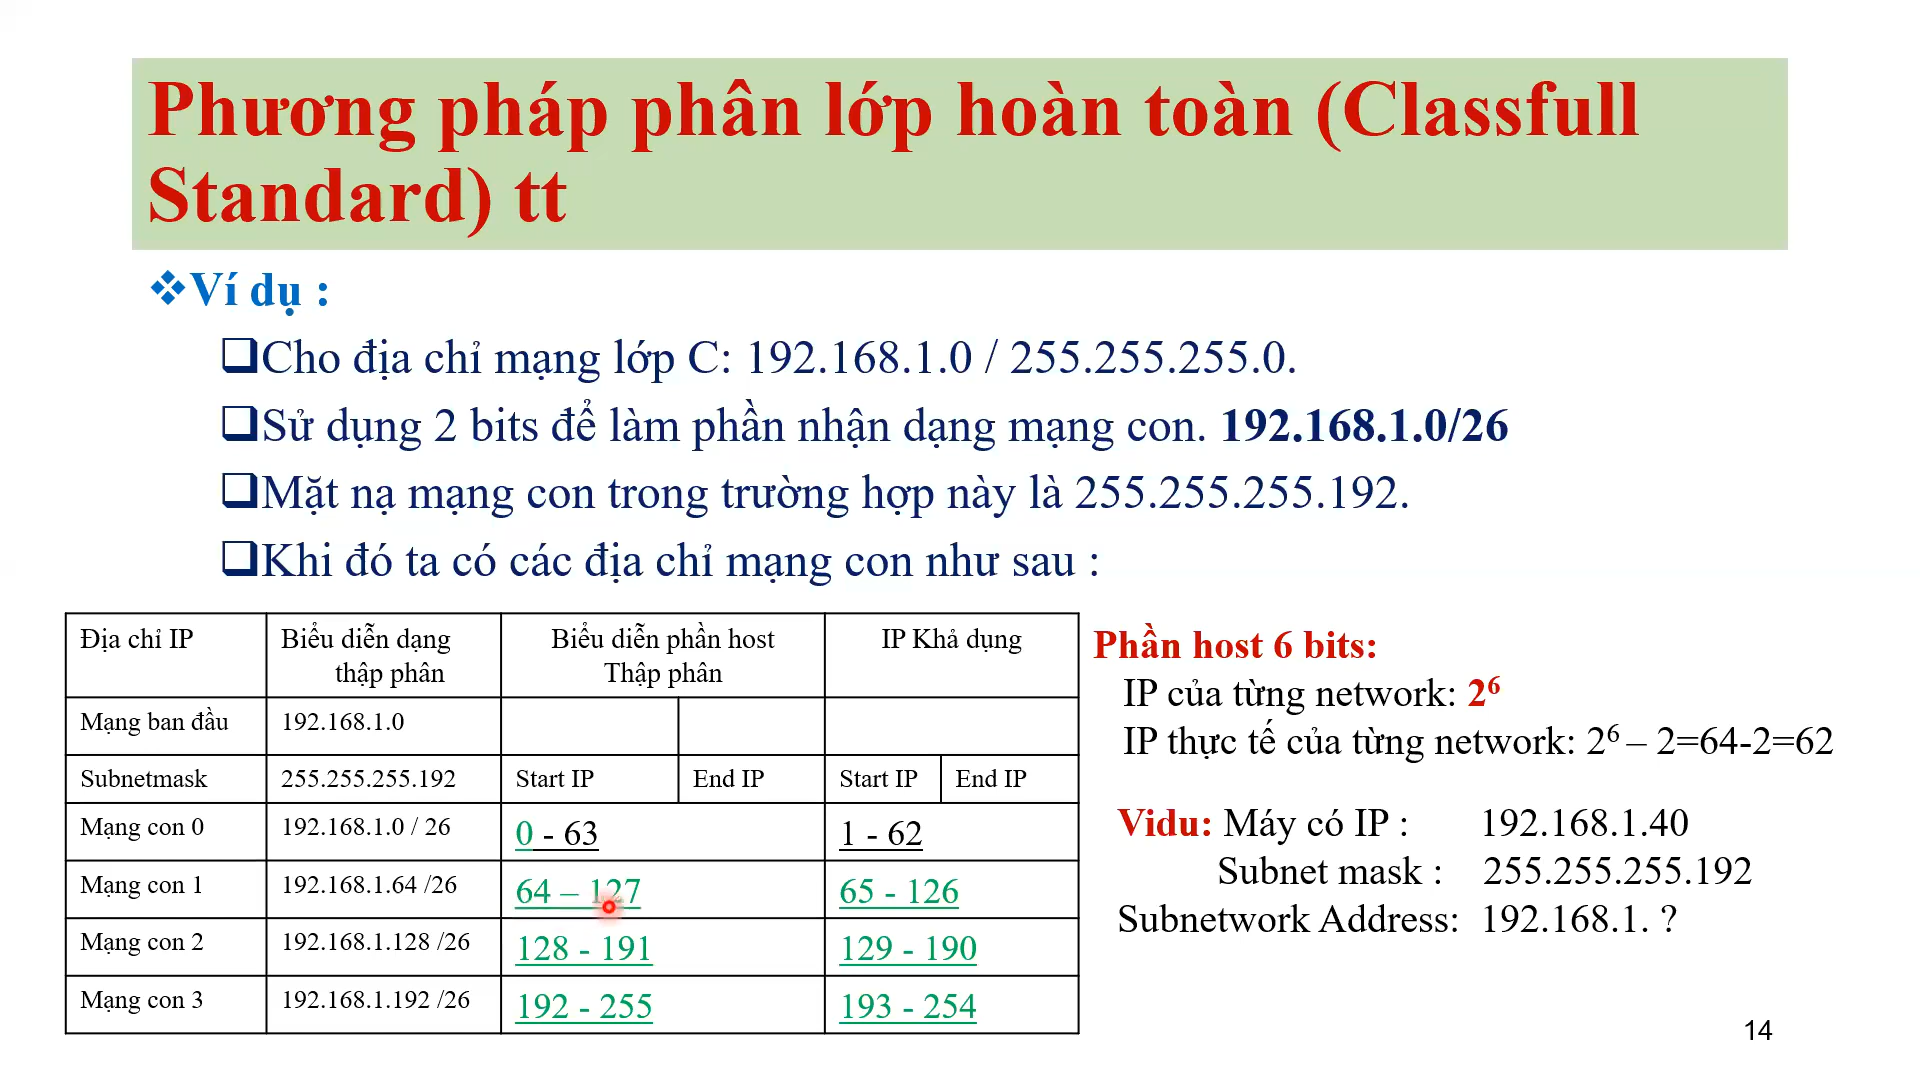 Phương pháp phân lớp hoàn toàn (Classfull
Standard) tt
Ví dụ :
Cho địa chỉ mạng lớp C: 192.168.1.0 / 255.255.255.0.
Sử dụng 2 bits để làm phần nhận dạng mạng con. 192.168.1.0/26
Mặt nạ mạng con trong trường hợp này là 255.255.255.192.
Khi đó ta có các địa chỉ mạng con như sau :
Địa chỉ IP
Biểu diễn dạng
thập phân
Biểu diễn phần host
Thập phân
IP Khả dụng
Mạng ban đầu
192.168.1.0
Subnetmask
255.255.255.192
Start IP
End IP
Start IP
End IP
Mạng con 0
192.168.1.0 / 26
0 - 63
1 - 62
Mạng con 1
192.168.1.64 /26
64 – 127
65 - 126
Mạng con 2
192.168.1.128 /26
128 - 191
129 - 190
Mạng con 3
192.168.1.192 /26
192 - 255
193 - 254
Phần host 6 bits:
IP của từng network: 2⁶
IP thực tế của từng network: 2⁶ – 2=64-2=62
Vidu: Máy có IP : 192.168.1.40
Subnet mask : 255.255.255.192
Subnetwork Address: 192.168.1. ?
14